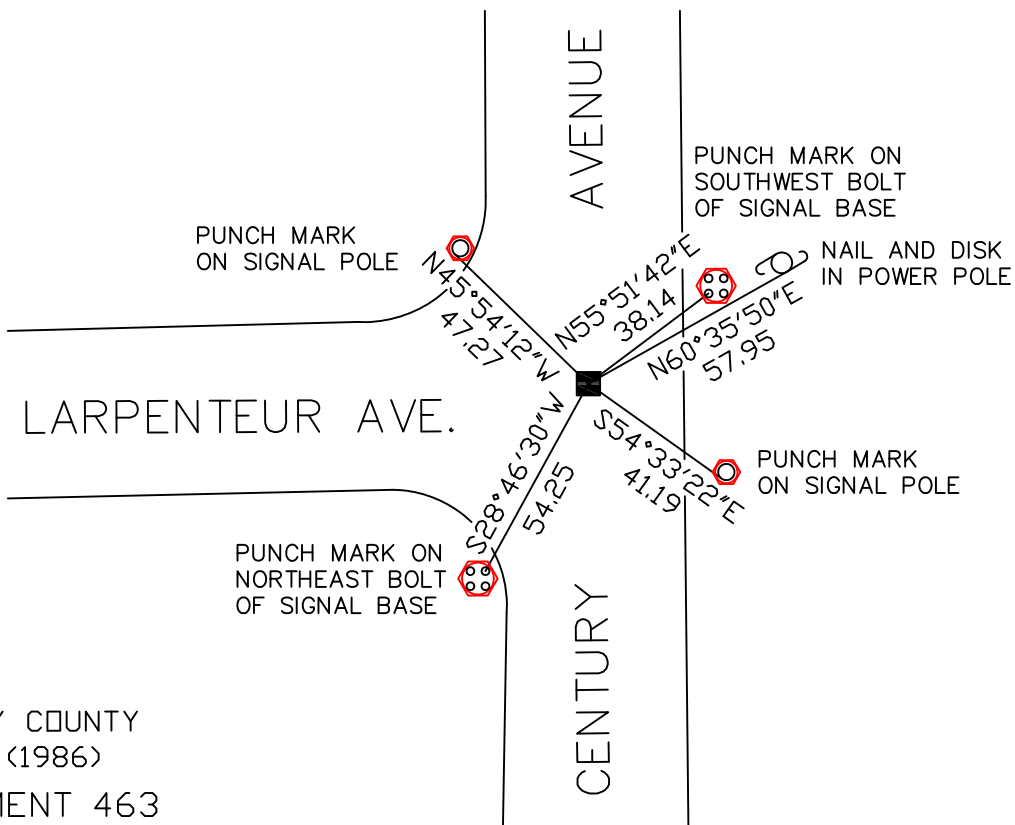 AVENUE
PUNCH MARK ON
SOUTHWEST BOLT
OF SIGNAL BASE
PUNCH MARK
ON SIGNAL POLE
NAIL AND DISK
IN POWER POLE
N45°54'12"W
47.27
N55°51'42"E
38.14
N60°35'50"E
57.95
LARPENTEUR AVE.
S28°46'30"W
54.25
S54°33'22"E
41.19
PUNCH MARK
ON SIGNAL POLE
PUNCH MARK ON
NORTHEAST BOLT
OF SIGNAL BASE
CENTURY
Y COUNTY
(1986)
MENT 463